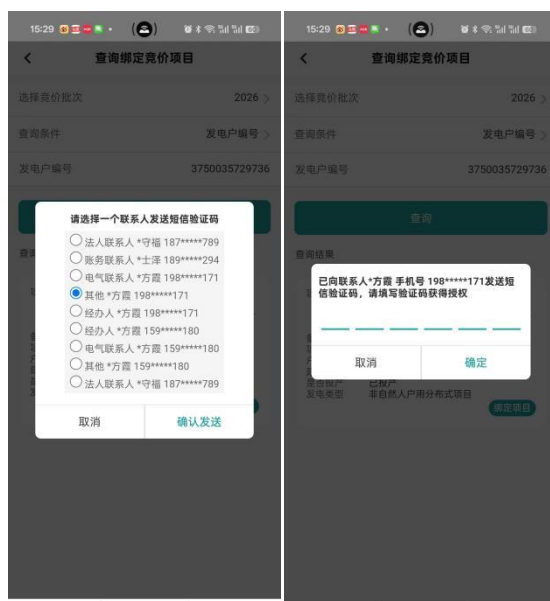 15:29
查询绑定竞价项目
选择竞价批次 2026
查询条件 发电户编号
发电户编号 3750035729736
请选择一个联系人发送短信验证码
法人联系人 *守福 187*****789
账务联系人 *士泽 189*****294
电气联系人 *方霞 198*****171
其他 *方霞 198*****171
经办人 *方霞 198*****171
经办人 *方霞 159*****180
电气联系人 *方霞 159*****180
其他 *方霞 159*****180
法人联系人 *守福 187*****789
取消 确认发送
15:29
查询绑定竞价项目
选择竞价批次 2026
查询条件 发电户编号
发电户编号 3750035729736
查询
查询结果
已向联系人*方霞 手机号 198*****171发送短
信验证码，请填写验证码获得授权
取消 确定
是否投产 已投产
发电类型 非自然人户用分布式项目
绑定项目